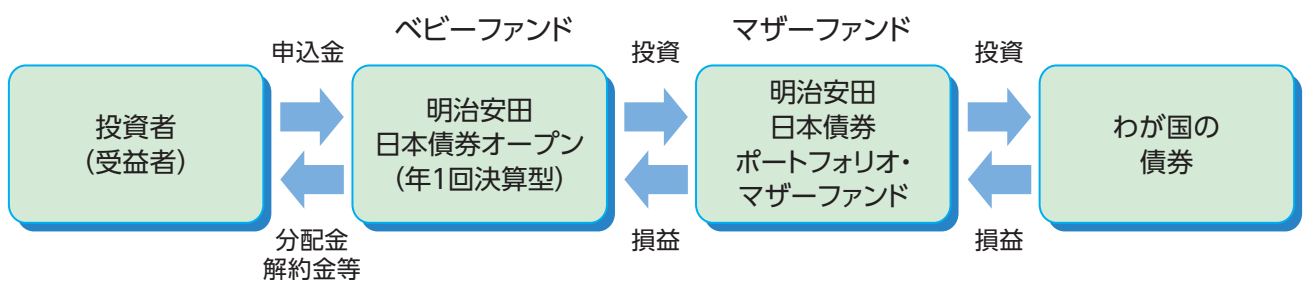 ベビーファンド
マザーファンド
申込金
投資
投資
投資者
(受益者)
明治安田
日本債券オープン
(年1回決算型)
明治安田
日本債券
ポートフォリオ・
マザーファンド
わが国の
債券
分配金
解約金等
損益
損益